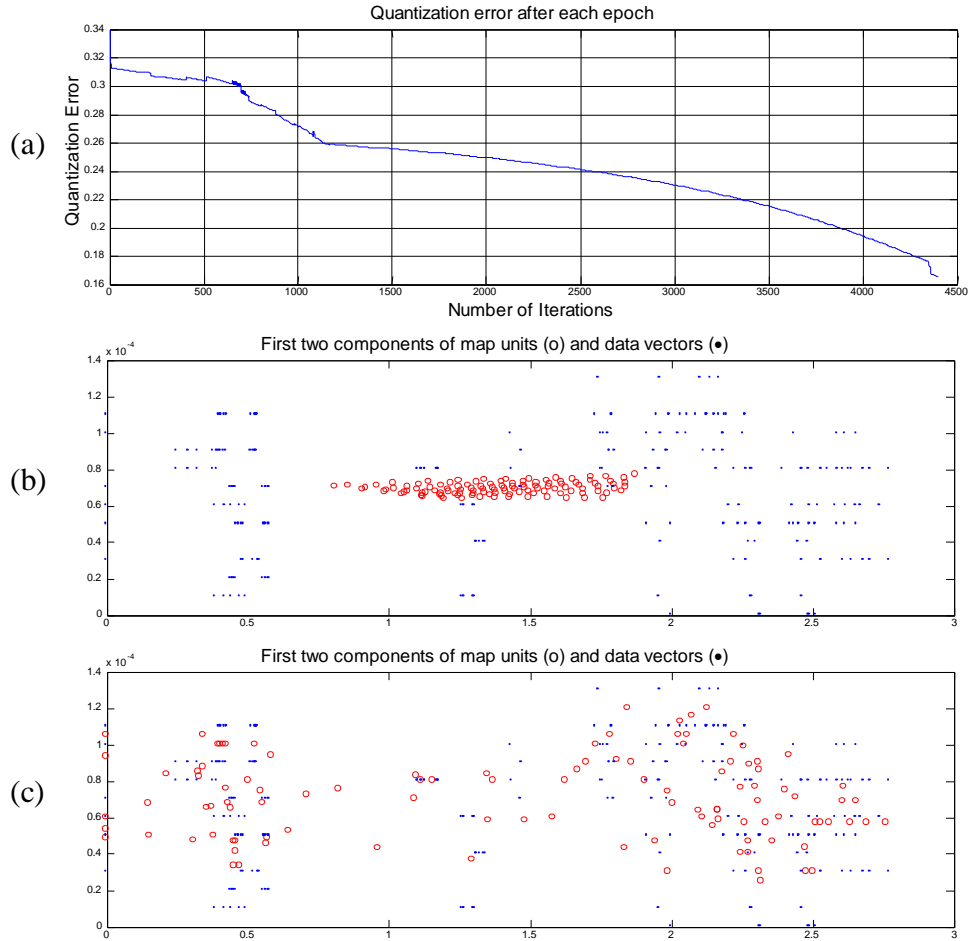 Quantization error after each epoch
(a)
Quantization Error
0.34
0.3
0.28
0.26
0.24
0.22
0.2
0.18
0.16
0 500 1000 1500 2000 2500 3000 3500 4000 4500
Number of Iterations
First two components of map units (o) and data vectors (•)
(b)
x 10⁻⁴
1.4
1.2
1
0.8
0.6
0.4
0.2
0
0 0.5 1 1.5 2 2.5 3
First two components of map units (o) and data vectors (•)
(c)
x 10⁻⁴
1.4
1.2
1
0.8
0.6
0.4
0.2
0
0 0.5 1 1.5 2 2.5 3